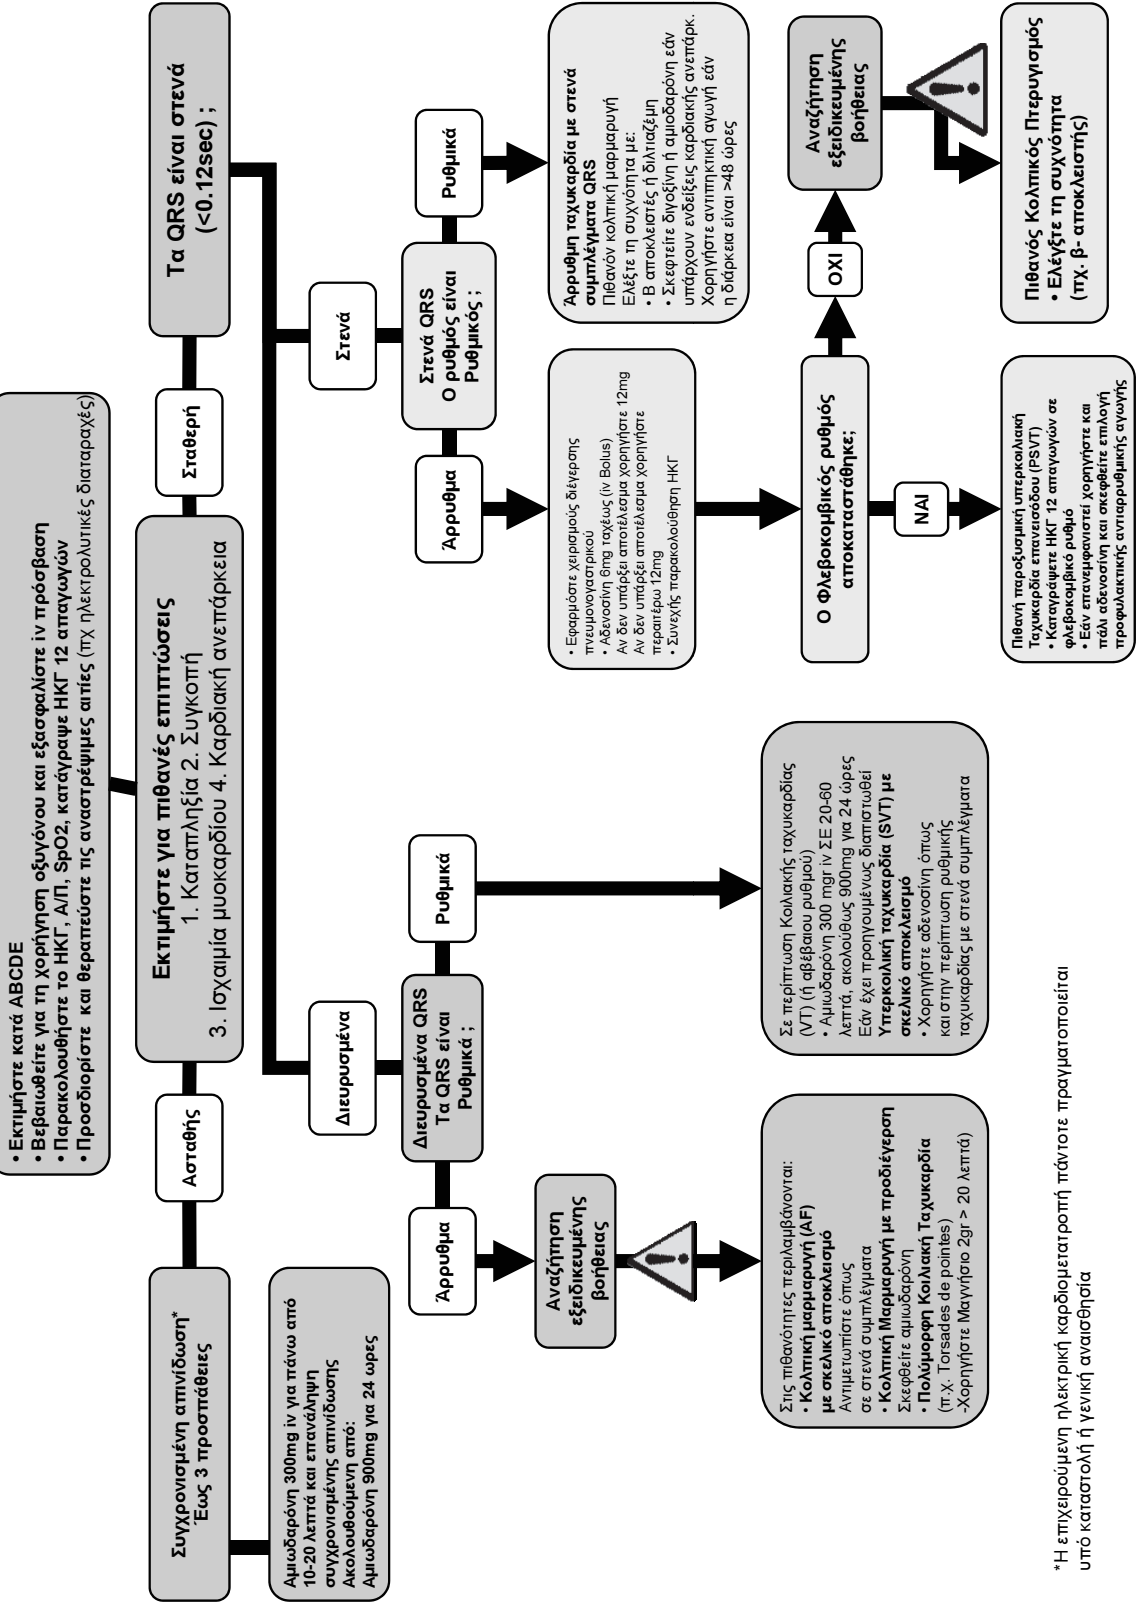 • Εκτιμήστε κατά ABCDE
• Βεβαιωθείτε για τη χορήγηση οξυγόνου και εξασφαλίστε iv πρόσβαση
• Παρακολουθήστε το ΗΚΓ, Α/Π, SpO2, κατάγραψε ΗΚΓ 12 απαγωγών
• Προσδιορίστε και θεραπεύστε τις αναστρέψιμες αιτίες (πχ ηλεκτρολυτικές διαταραχές)
Εκτιμήστε για πιθανές επιπτώσεις
1. Καταπληξία 2. Συγκοπή
3. Ισχαιμία μυοκαρδίου 4. Καρδιακή ανεπάρκεια
Ασταθής
Σταθερή
Συγχρονισμένη απινίδωση*
Έως 3 προσπάθειες
Τα QRS είναι στενά
(<0.12sec) ;
Αμιωδαρόνη 300mg iv για πάνω από
10-20 λεπτά και επανάληψη
συγχρονισμένης απινίδωσης
Ακολουθούμενη από:
Αμιωδαρόνη 900mg για 24 ωρες
Διευρυσμένα
Στενά
Διευρυσμένα QRS
Τα QRS είναι
Ρυθμικά ;
Στενά QRS
Ο ρυθμός είναι
Ρυθμικός ;
Άρρυθμα
Ρυθμικά
Άρρυθμα
Ρυθμικά
Αναζήτηση
εξειδικευμένης
βοήθειας
Στις πιθανότητες περιλαμβάνονται:
• Κολπική μαρμαρυγή (AF)
με σκελικό αποκλεισμό
Αντιμετωπίστε όπως
σε στενά συμπλέγματα
• Κολπική Μαρμαρυγή με προδιέγερση
Σκεφθείτε αμιωδαρόνη
• Πολύμορφη Κοιλιακή Ταχυκαρδία
(π.χ. Torsades de pointes)
-Χορηγήστε Μαγνήσιο 2gr > 20 λεπτά)
Σε περίπτωση Κοιλιακής ταχυκαρδίας
(VT) (ή αβέβαιου ρυθμού)
• Αμιωδαρόνη 300 mgr iv ΣΕ 20-60
λεπτά, ακολούθως 900mg για 24 ώρες
Εάν έχει προηγουμένως διαπιστωθεί
Υπερκοιλική ταχυκαρδία (SVT) με
σκελικό αποκλεισμό
• Χορηγήστε αδενοσίνη όπως
και στην περίπτωση ρυθμικής
ταχυκαρδίας με στενά συμπλέγματα
• Εφαρμόστε χειρισμούς διέγερσης
πνευμονογαστρικού
• Αδενοσίνη 6mg ταχέως (iv Bolus)
Αν δεν υπάρξει αποτέλεσμα χορηγήστε 12mg
Αν δεν υπάρξει αποτέλεσμα χορηγήστε
περαιτέρω 12mg
• Συνεχής παρακολούθηση ΗΚΓ
Άρρυθμη ταχυκαρδία με στενά
συμπλέγματα QRS
Πιθανόν κολπική μαρμαρυγή
Ελέξτε τη συχνότητα με:
• Β αποκλειστές ή διλτιαζέμη
• Σκεφτείτε διγοξίνη ή αμιοδαρόνη εάν
υπάρχουν ενδείξεις καρδιακής ανεπάρκ.
Χορηγήστε αντιπηκτική αγωγή εάν
η διάρκεια είναι >48 ώρες
Ο Φλεβοκομβικός ρυθμός
αποκαταστάθηκε;
ΟΧΙ
Αναζήτηση
εξειδικευμένης
βοήθειας
ΝΑΙ
Πιθανή παροξυσμική υπερκοιλιακή
Ταχυκαρδία επανεισόδου (PSVT)
• Καταγράψετε ΗΚΓ 12 απαγωγών σε
φλεβοκομβικό ρυθμό
• Εάν επανεμφανιστεί χορηγήστε και
πάλι αδενοσίνη και σκεφθείτε επιλογή
προφυλακτικής αντιαρρυθμικής αγωγής
Πιθανός Κολπικός Πτερυγισμός
• Ελέγξτε τη συχνότητα
(πχ. β- αποκλειστής)
*Η επιχειρούμενη ηλεκτρική καρδιομετατροπή πάντοτε πραγματοποιείται
υπό καταστολή ή γενική αναισθησία